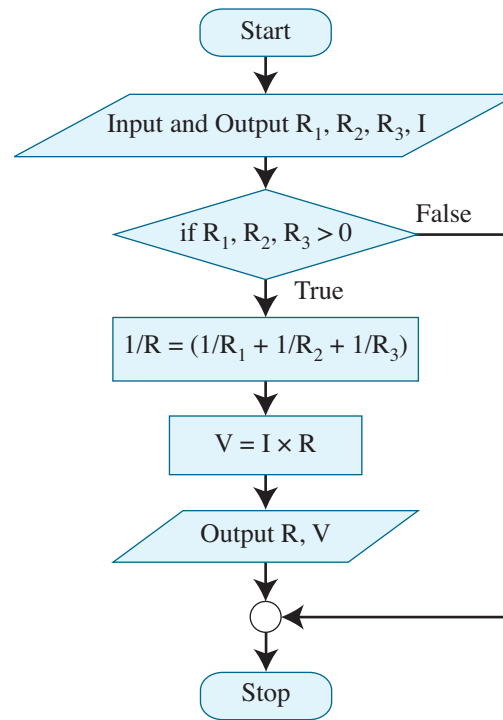 Start
Input and Output R₁, R₂, R₃, I
if R₁, R₂, R₃ > 0
False
True
1/R = (1/R₁ + 1/R₂ + 1/R₃)
V = I × R
Output R, V
Stop